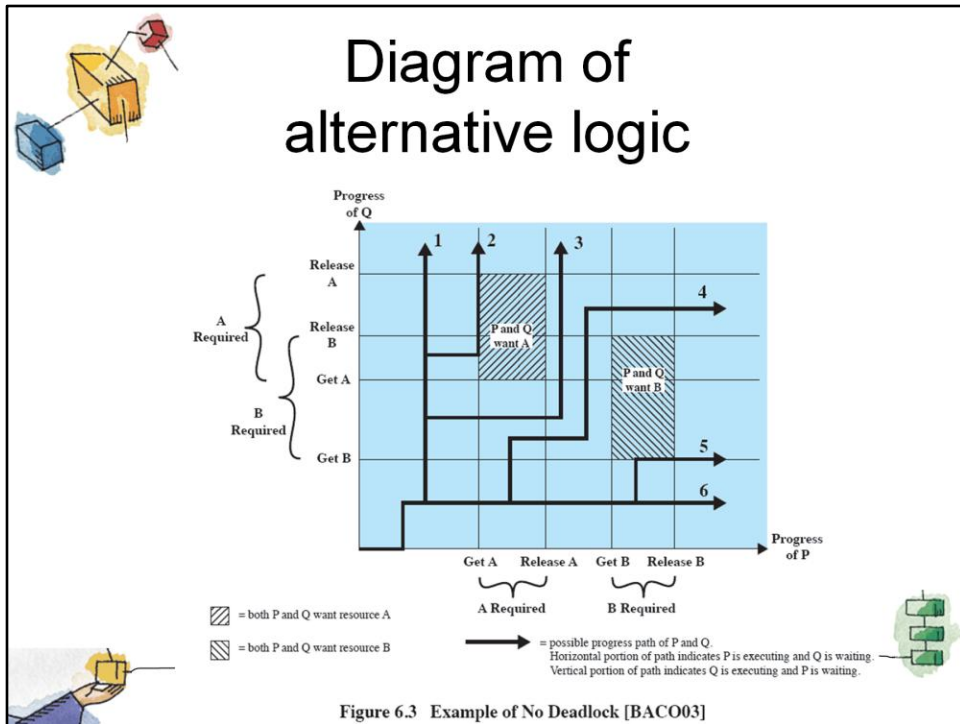 Diagram of
alternative logic
Progress
of Q
1
2
3
Release
A
4
A
Required
Release
B
P and Q
want A
P and Q
want B
Get A
B
Required
Get B
5
6
Progress
of P
Get A
Release A
Get B
Release B
A Required
B Required
= both P and Q want resource A
= both P and Q want resource B
= possible progress path of P and Q.
Horizontal portion of path indicates P is executing and Q is waiting.
Vertical portion of path indicates Q is executing and P is waiting.
Figure 6.3 Example of No Deadlock [BACO03]